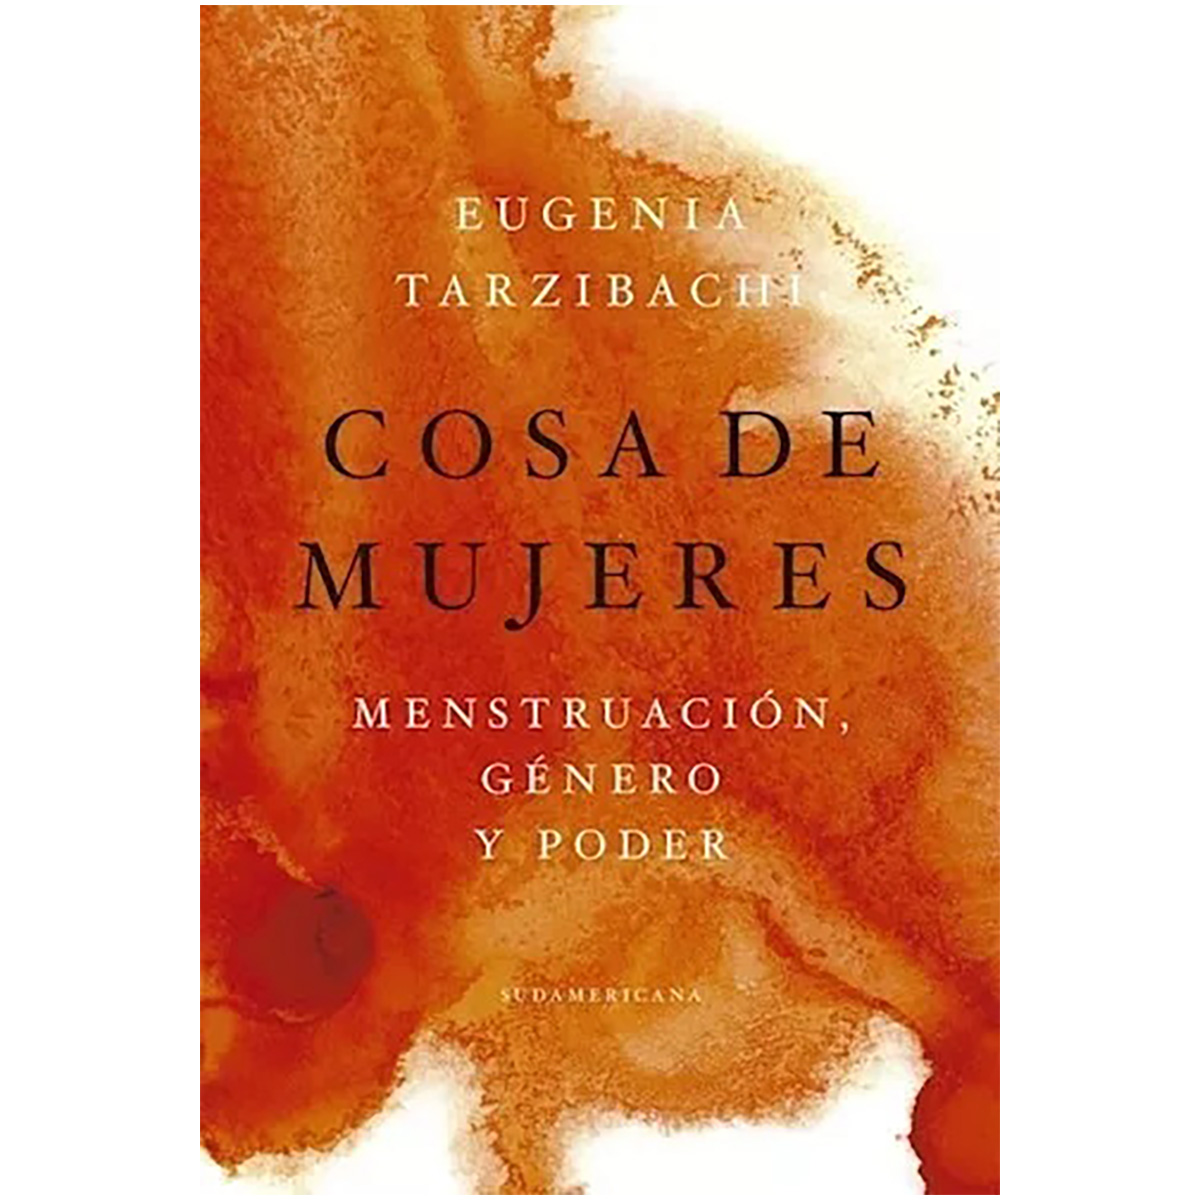 EUGENIA
TARZIBACHI
COSA DE
MUJERES
MENSTRUACIÓN,
GÉNERO
Y PODER
SUDAMERICANA